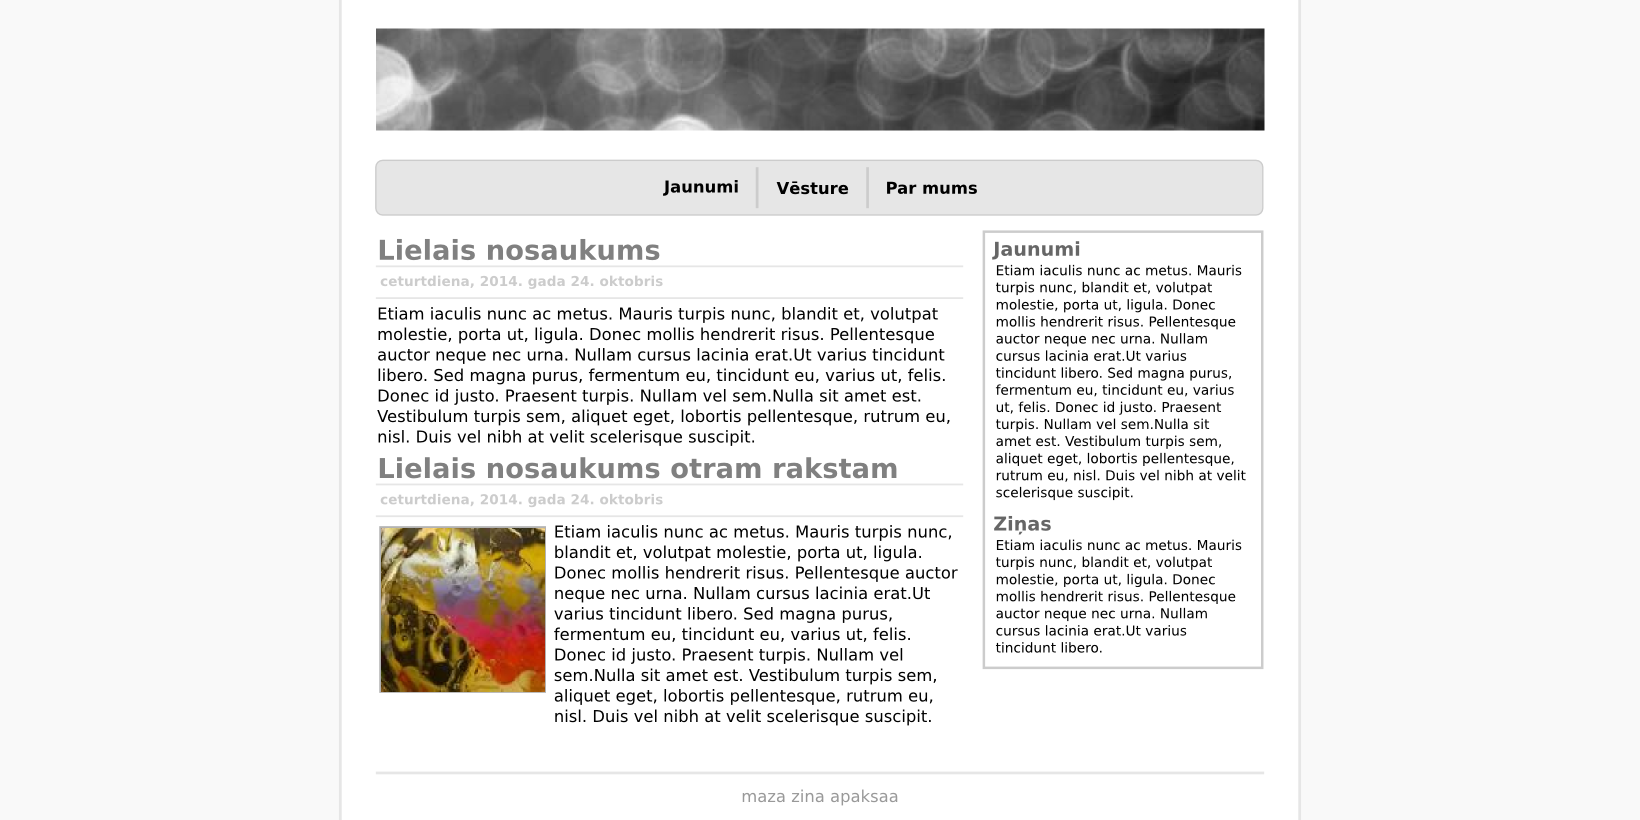 Jaunumi
Vēsture
Par mums
Lielais nosaukums
ceturtdiena, 2014. gada 24. oktobris
Etiam iaculis nunc ac metus. Mauris turpis nunc, blandit et, volutpat
molestie, porta ut, ligula. Donec mollis hendrerit risus. Pellentesque
auctor neque nec urna. Nullam cursus lacinia erat.Ut varius tincidunt
libero. Sed magna purus, fermentum eu, tincidunt eu, varius ut, felis.
Donec id justo. Praesent turpis. Nullam vel sem.Nulla sit amet est.
Vestibulum turpis sem, aliquet eget, lobortis pellentesque, rutrum eu,
nisl. Duis vel nibh at velit scelerisque suscipit.
Lielais nosaukums otram rakstam
ceturtdiena, 2014. gada 24. oktobris
Etiam iaculis nunc ac metus. Mauris turpis nunc,
blandit et, volutpat molestie, porta ut, ligula.
Donec mollis hendrerit risus. Pellentesque auctor
neque nec urna. Nullam cursus lacinia erat.Ut
varius tincidunt libero. Sed magna purus,
fermentum eu, tincidunt eu, varius ut, felis.
Donec id justo. Praesent turpis. Nullam vel
sem.Nulla sit amet est. Vestibulum turpis sem,
aliquet eget, lobortis pellentesque, rutrum eu,
nisl. Duis vel nibh at velit scelerisque suscipit.
Jaunumi
Etiam iaculis nunc ac metus. Mauris
turpis nunc, blandit et, volutpat
molestie, porta ut, ligula. Donec
mollis hendrerit risus. Pellentesque
auctor neque nec urna. Nullam
cursus lacinia erat.Ut varius
tincidunt libero. Sed magna purus,
fermentum eu, tincidunt eu, varius
ut, felis. Donec id justo. Praesent
turpis. Nullam vel sem.Nulla sit
amet est. Vestibulum turpis sem,
aliquet eget, lobortis pellentesque,
rutrum eu, nisl. Duis vel nibh at velit
scelerisque suscipit.
Ziņas
Etiam iaculis nunc ac metus. Mauris
turpis nunc, blandit et, volutpat
molestie, porta ut, ligula. Donec
mollis hendrerit risus. Pellentesque
auctor neque nec urna. Nullam
cursus lacinia erat.Ut varius
tincidunt libero.
maza zina apaksaa